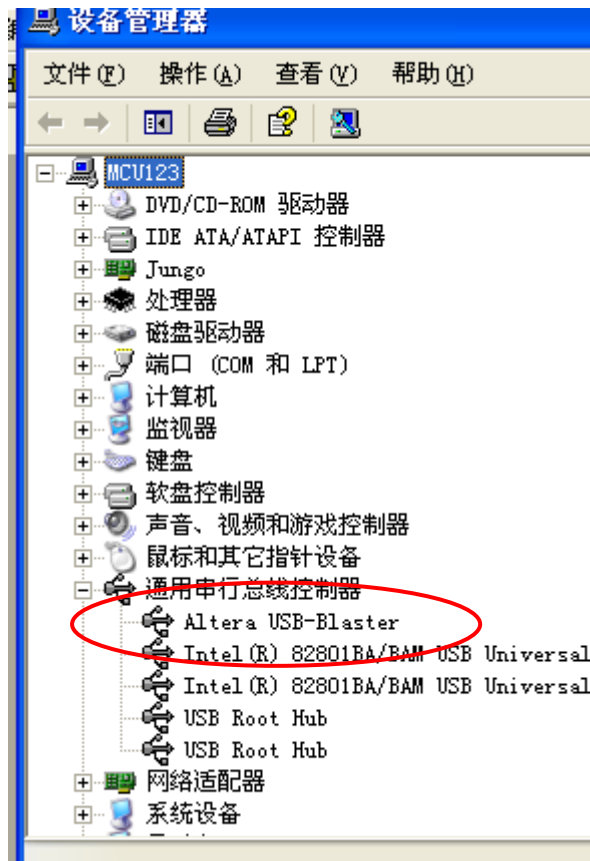 设备管理器
文件(F) 操作(A) 查看(V) 帮助(H)
MCU123
DVD/CD-ROM 驱动器
IDE ATA/ATAPI 控制器
Jungo
处理器
磁盘驱动器
端口 (COM 和 LPT)
计算机
监视器
键盘
软盘控制器
声音、视频和游戏控制器
鼠标和其它指针设备
通用串行总线控制器
Altera USB-Blaster
Intel(R) 82801BA/BAM USB Universal
Intel(R) 82801BA/BAM USB Universal
USB Root Hub
USB Root Hub
网络适配器
系统设备